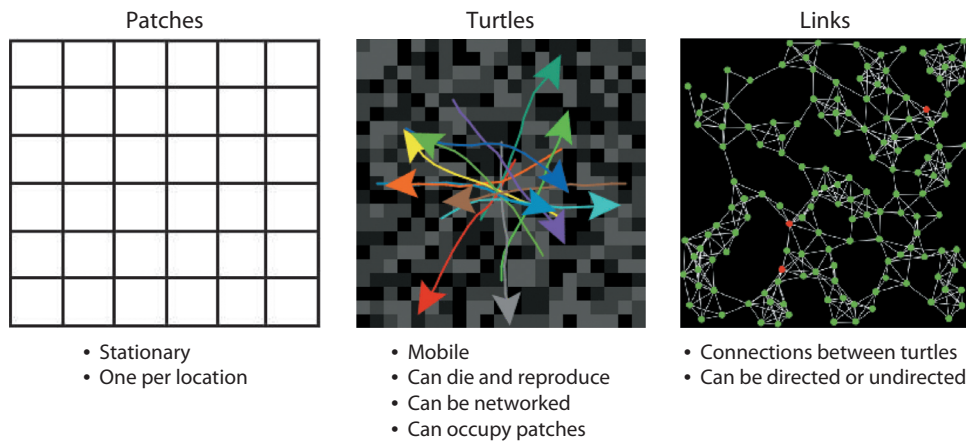 Patches
Turtles
Links
• Stationary
• One per location
• Mobile
• Can die and reproduce
• Can be networked
• Can occupy patches
• Connections between turtles
• Can be directed or undirected